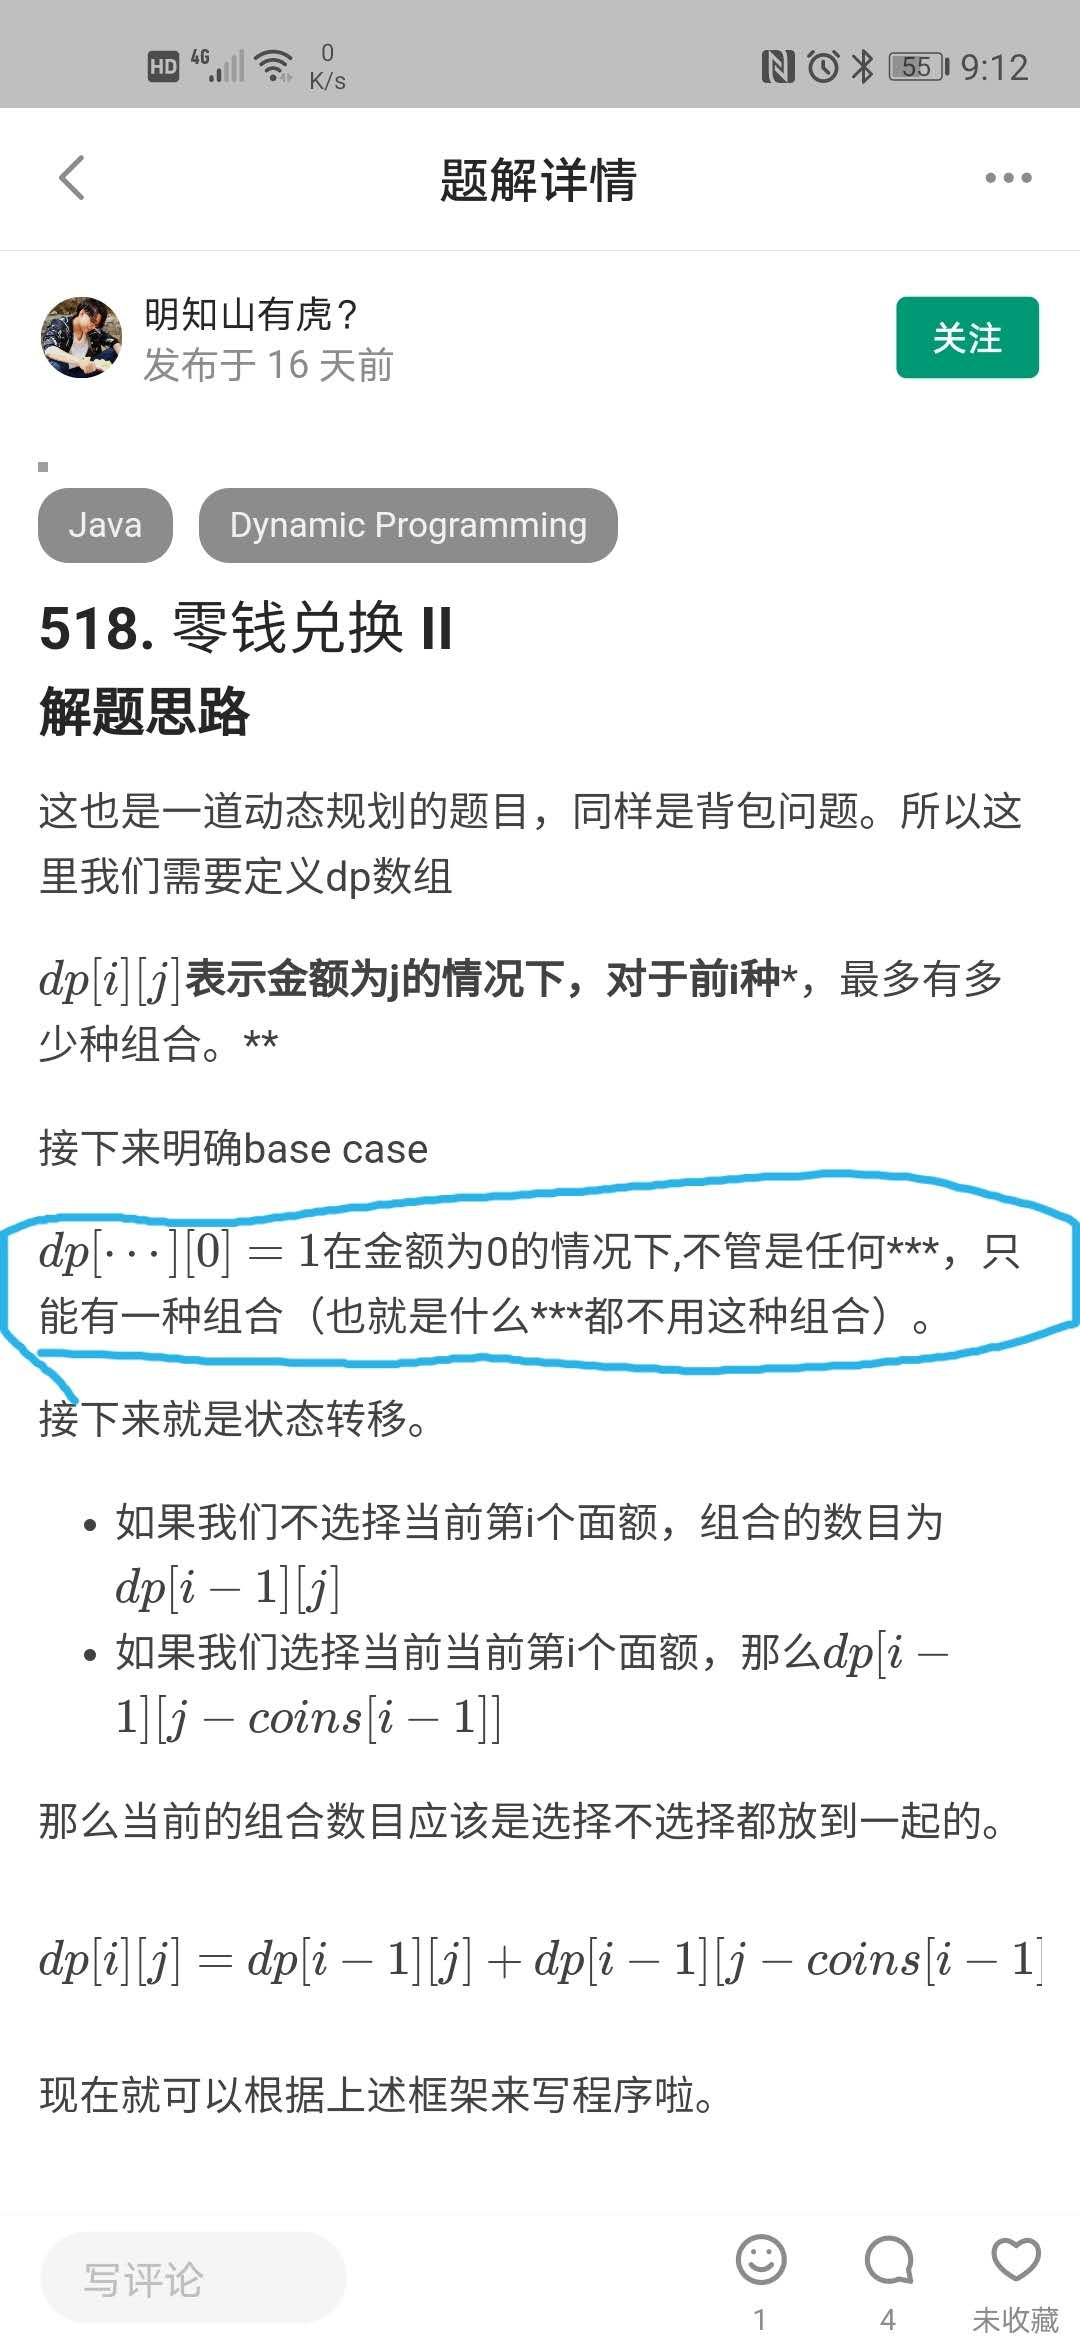 HD 4G 0 K/s 55 9:12
题解详情
明知山有虎?
发布于 16 天前
关注
Java Dynamic Programming
518. 零钱兑换 II
解题思路
这也是一道动态规划的题目，同样是背包问题。所以这
里我们需要定义dp数组
dp[i][j]表示金额为j的情况下，对于前i种*，最多有多
少种组合。**
接下来明确base case
dp[⋯][0] = 1在金额为0的情况下,不管是任何***，只
能有一种组合（也就是什么***都不用这种组合）。
接下来就是状态转移。
• 如果我们不选择当前第i个面额，组合的数目为
dp[i − 1][j]
• 如果我们选择当前当前第i个面额，那么dp[i −
1][j − coins[i − 1]]
那么当前的组合数目应该是选择不选择都放到一起的。
dp[i][j] = dp[i − 1][j] + dp[i − 1][j − coins[i − 1]
现在就可以根据上述框架来写程序啦。
写评论
1 4 未收藏